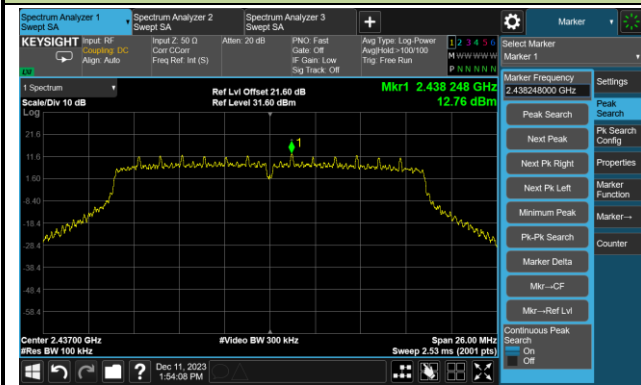 Spectrum Analyzer 1
Swept SA
Spectrum Analyzer 2
Swept SA
Spectrum Analyzer 3
Swept SA
+
Marker
KEYSIGHT
Input: RF
Coupling: DC
Align: Auto
Input Z: 50 Ω
Corr CCorr
Freq Ref: Int (S)
Atten: 20 dB
PNO: Fast
Gate: Off
IF Gain: Low
Sig Track: Off
Avg Type: Log-Power
Avg|Hold:>100/100
Trig: Free Run
1 2 3 4 5 6
M W W W W W
P N N N N N
Select Marker
Marker 1
LXI
1 Spectrum
Scale/Div 10 dB
Log
Ref Lvl Offset 21.60 dB
Ref Level 31.60 dBm
Mkr1 2.438 248 GHz
12.76 dBm
1
21.6
11.6
1.60
-8.40
-18.4
-28.4
-38.4
-48.4
-58.4
Center 2.43700 GHz
#Res BW 100 kHz
#Video BW 300 kHz
Span 26.00 MHz
Sweep 2.53 ms (2001 pts)
Marker Frequency
2.438248000 GHz
Peak Search
Next Peak
Next Pk Right
Next Pk Left
Minimum Peak
Pk-Pk Search
Marker Delta
Mkr→CF
Mkr→Ref Lvl
Continuous Peak
Search
On
Off
Settings
Peak
Search
Pk Search
Config
Properties
Marker
Function
Marker→
Counter
?
Dec 11, 2023
1:54:08 PM